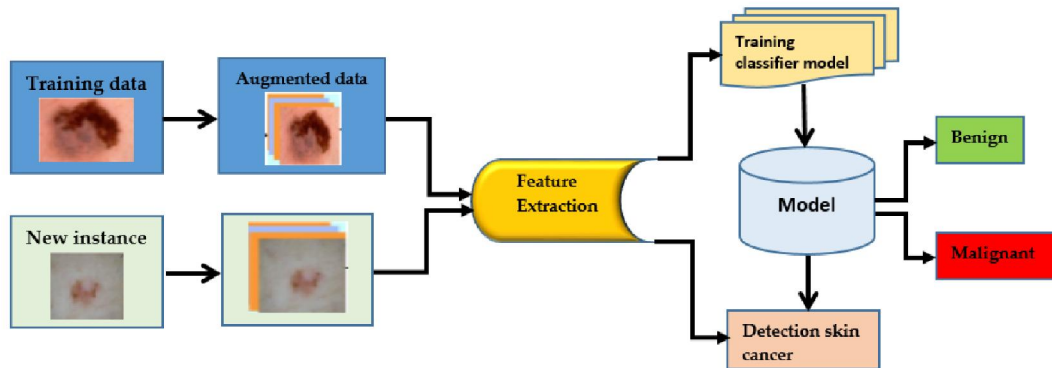 Training data
Augmented data
New instance
Feature
Extraction
Training
classifier model
Model
Benign
Malignant
Detection skin
cancer